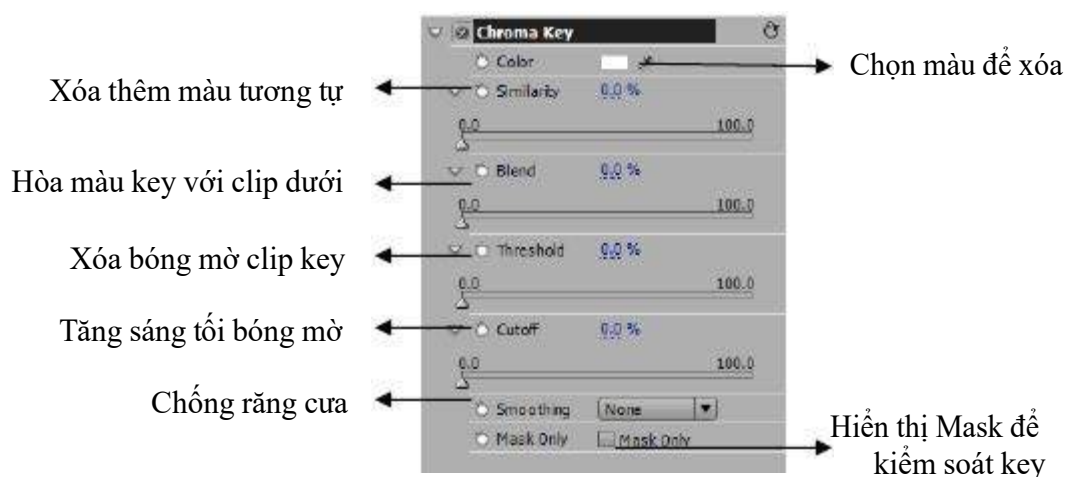 Chroma Key
Color
Chọn màu để xóa
Xóa thêm màu tương tự
Similarity 0.0 %
0.0 100.0
Hòa màu key với clip dưới
Blend 0.0 %
0.0 100.0
Xóa bóng mờ clip key
Threshold 0.0 %
0.0 100.0
Tăng sáng tối bóng mờ
Cutoff 0.0 %
0.0 100.0
Chống răng cưa
Smoothing None
Mask Only Mask Only
Hiển thị Mask để
kiểm soát key